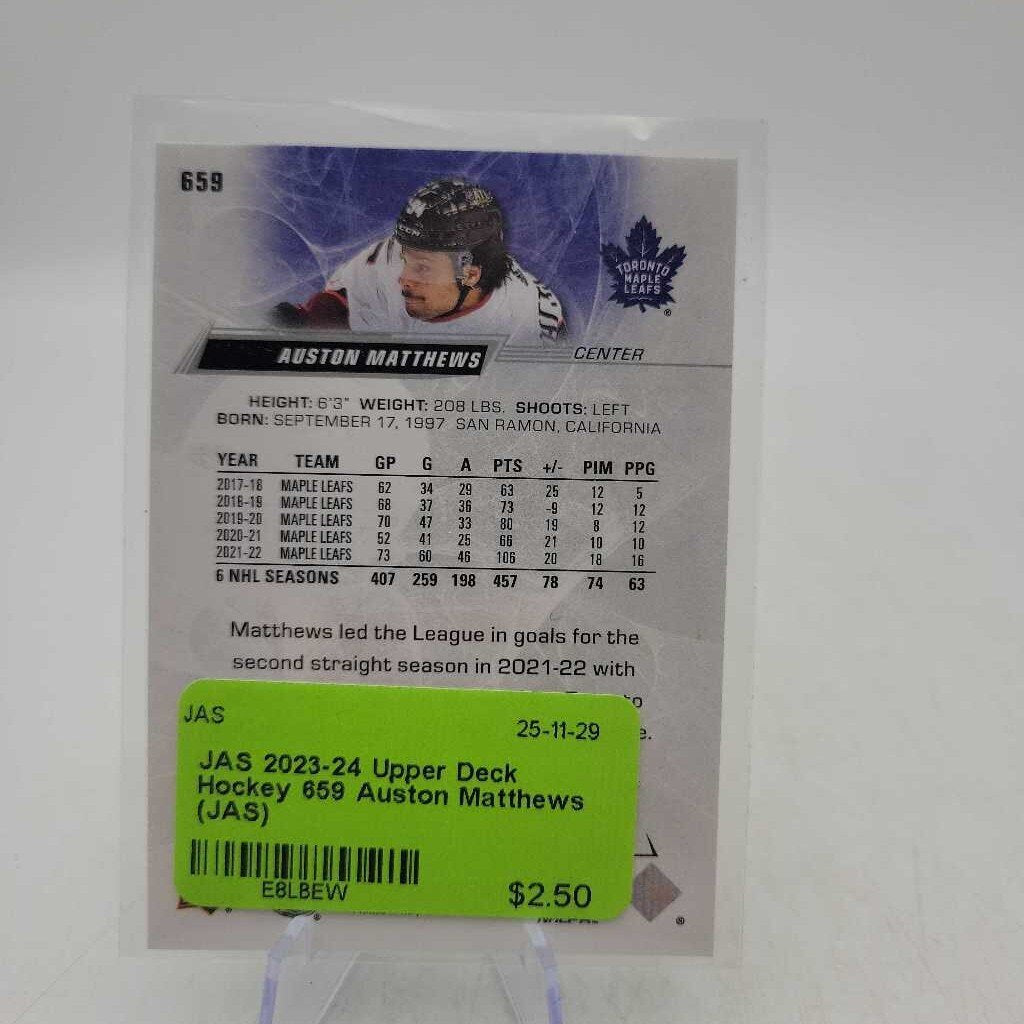 659
TORONTO
MAPLE
LEAFS
®
AUSTON MATTHEWS
CENTER
HEIGHT: 6'3" WEIGHT: 208 LBS. SHOOTS: LEFT
BORN: SEPTEMBER 17, 1997 SAN RAMON, CALIFORNIA
YEAR TEAM GP G A PTS +/- PIM PPG
2017-18 MAPLE LEAFS 62 34 29 63 25 12 5
2018-19 MAPLE LEAFS 68 37 36 73 -9 12 12
2019-20 MAPLE LEAFS 70 47 33 80 19 8 12
2020-21 MAPLE LEAFS 52 41 25 66 21 10 10
2021-22 MAPLE LEAFS 73 60 46 106 20 18 16
6 NHL SEASONS 407 259 198 457 78 74 63
Matthews led the League in goals for the
second straight season in 2021-22 with
JAS 25-11-29
JAS 2023-24 Upper Deck
Hockey 659 Auston Matthews
(JAS)
E8L8EW
$2.50